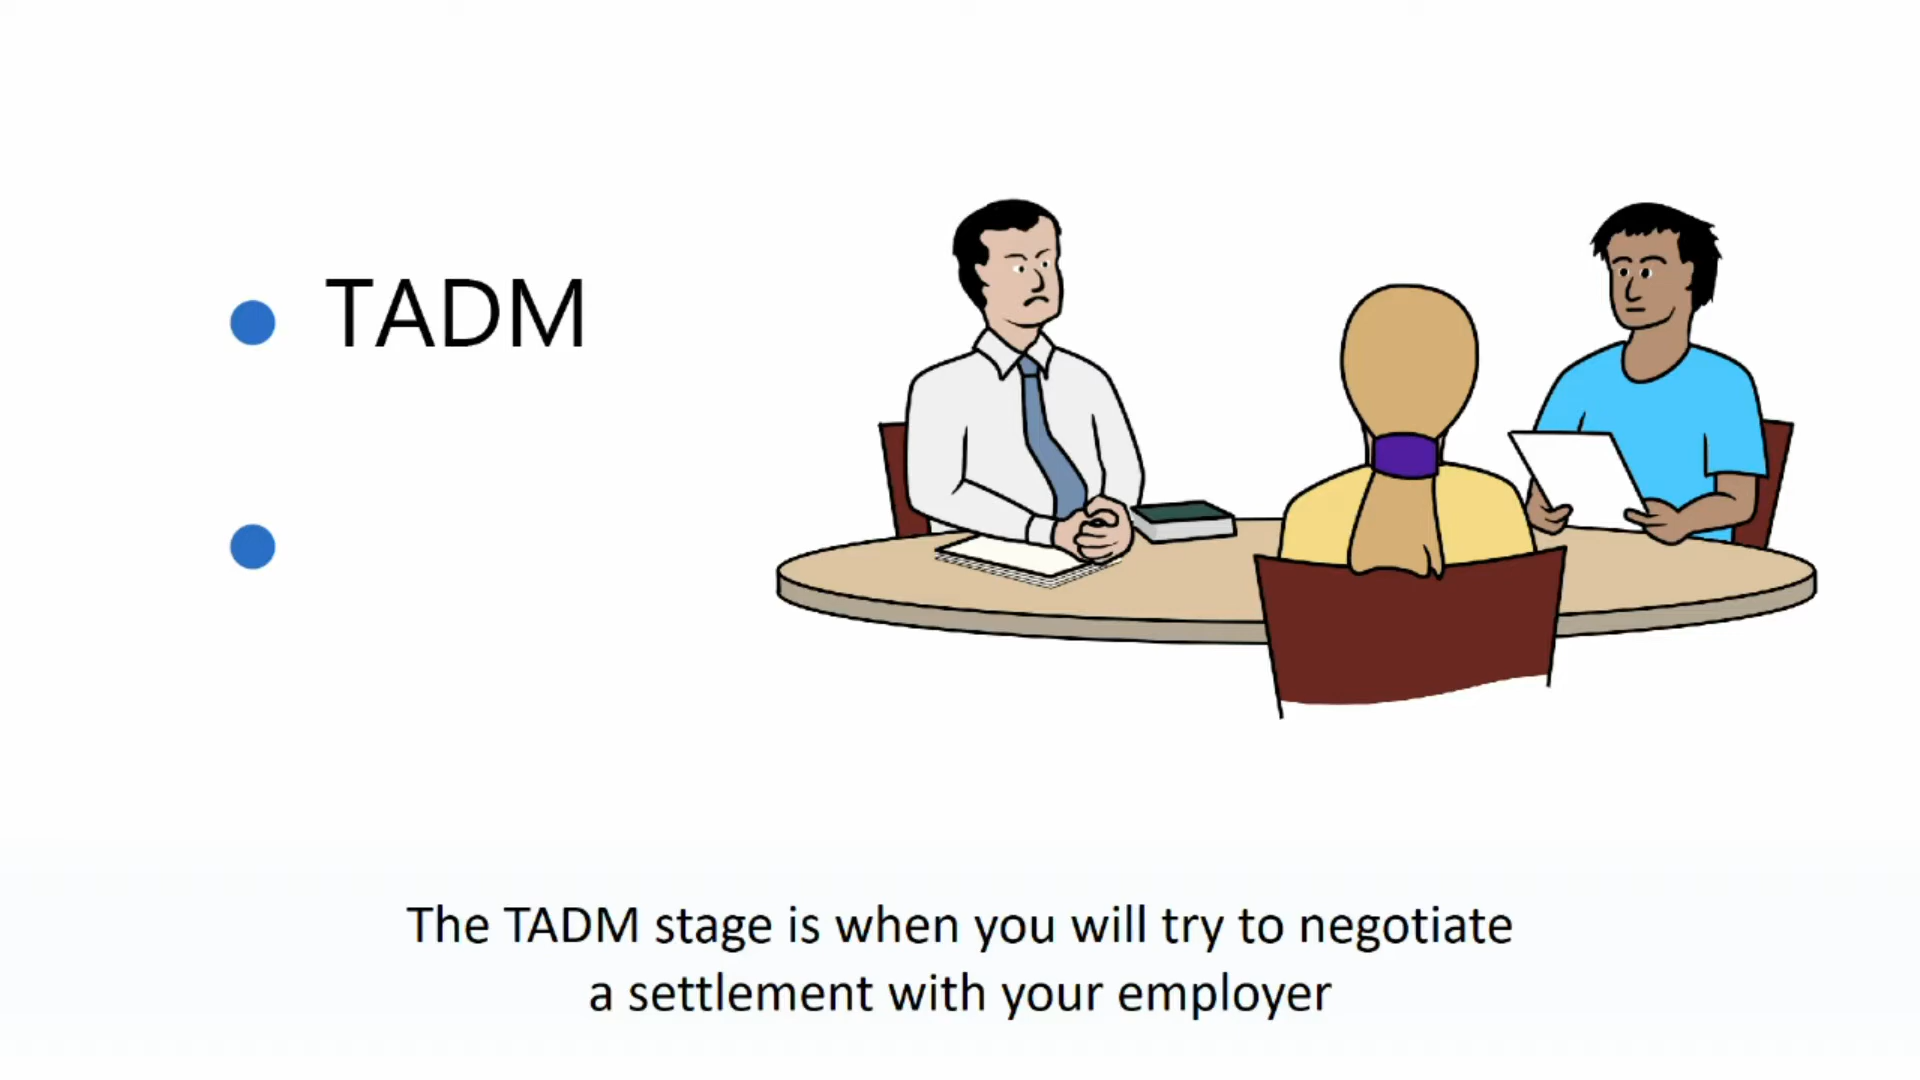 TADM
The TADM stage is when you will try to negotiate
a settlement with your employer